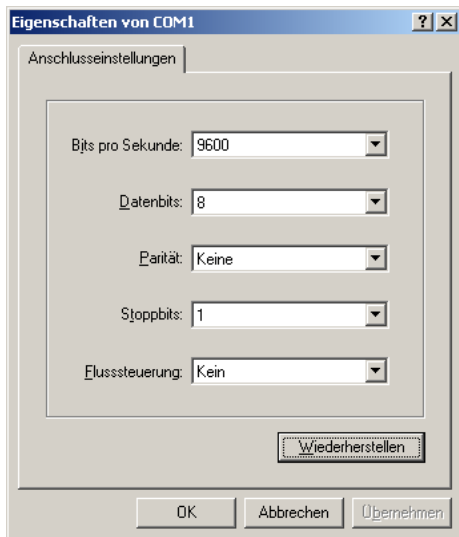 Eigenschaften von COM1
Anschlusseinstellungen
Bits pro Sekunde: 9600
Datenbits: 8
Parität: Keine
Stoppbits: 1
Flusssteuerung: Kein
Wiederherstellen
OK Abbrechen Übernehmen